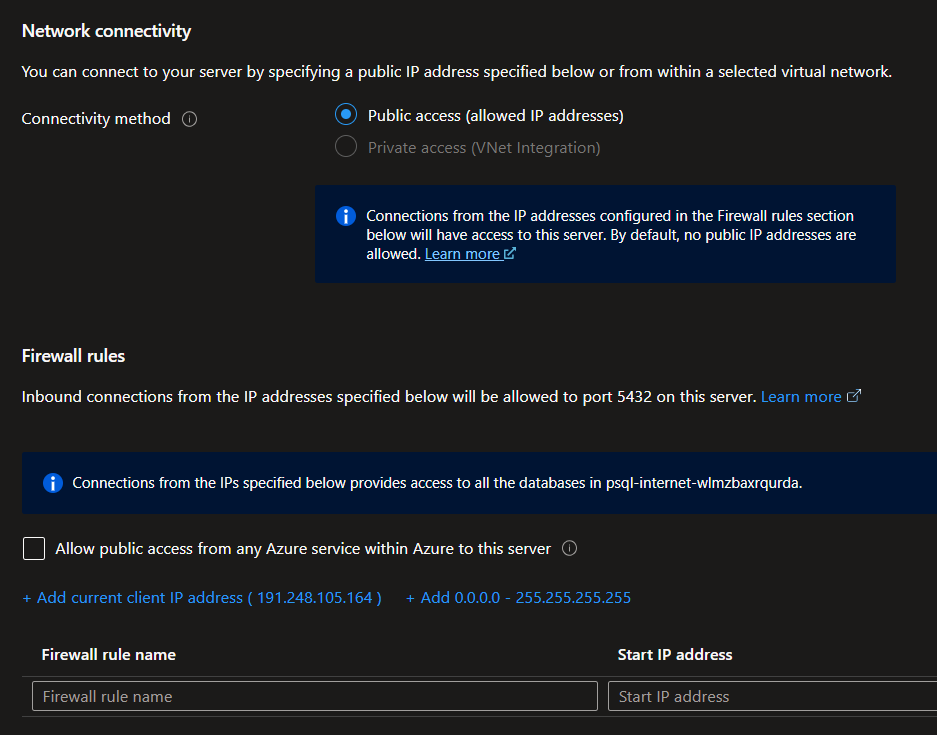 Network connectivity
You can connect to your server by specifying a public IP address specified below or from within a selected virtual network.
Connectivity method
Public access (allowed IP addresses)
Private access (VNet Integration)
Connections from the IP addresses configured in the Firewall rules section
below will have access to this server. By default, no public IP addresses are
allowed. Learn more
Firewall rules
Inbound connections from the IP addresses specified below will be allowed to port 5432 on this server. Learn more
Connections from the IPs specified below provides access to all the databases in psql-internet-wlmzbaxrqurda.
Allow public access from any Azure service within Azure to this server
+ Add current client IP address ( 191.248.105.164 ) + Add 0.0.0.0 - 255.255.255.255
Firewall rule name Start IP address
Firewall rule name Start IP address